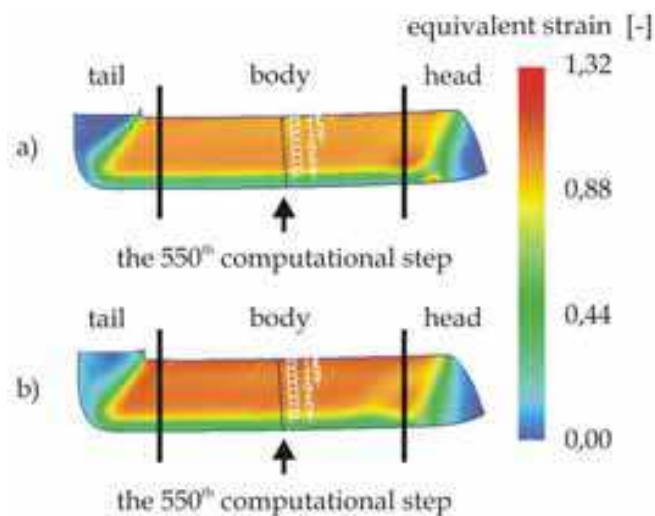 equivalent strain [-]
tail body head
1,32
a)
0,88
the 550th computational step
tail body head
0,44
b)
0,00
the 550th computational step